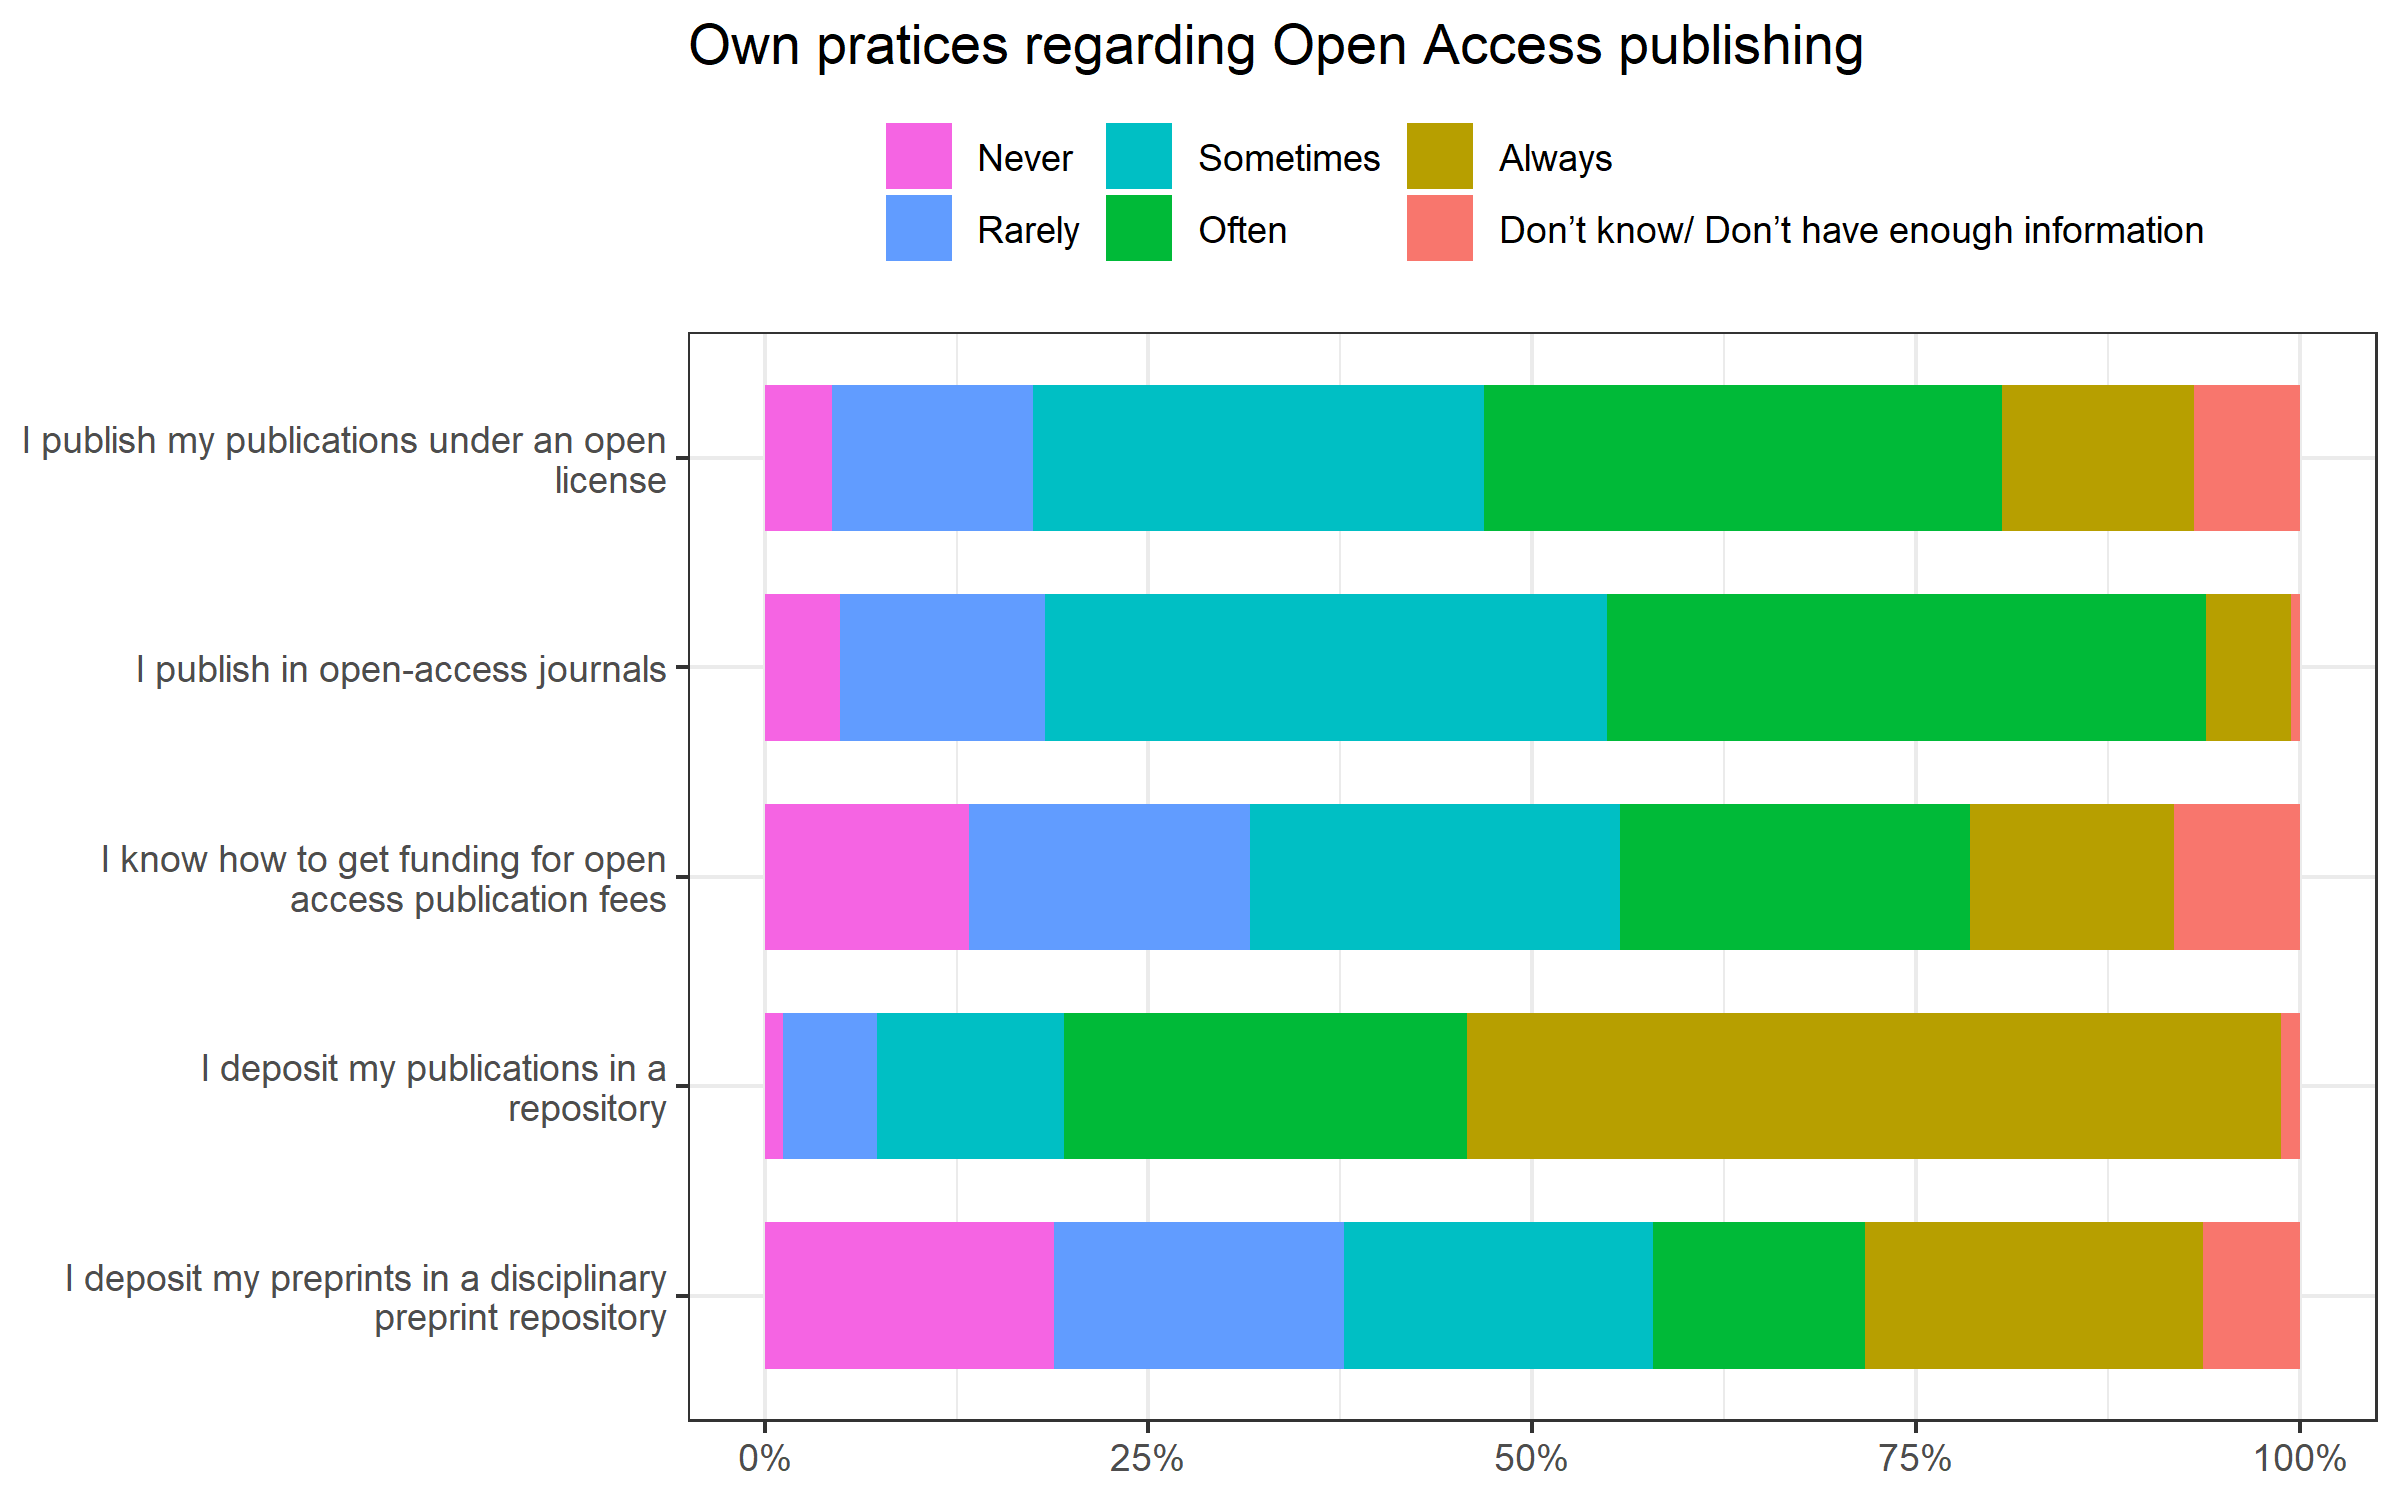 Own pratices regarding Open Access publishing
Never
Sometimes
Always
Rarely
Often
Don’t know/ Don’t have enough information
I publish my publications under an open
license
I publish in open-access journals
I know how to get funding for open
access publication fees
I deposit my publications in a
repository
I deposit my preprints in a disciplinary
preprint repository
0%
25%
50%
75%
100%